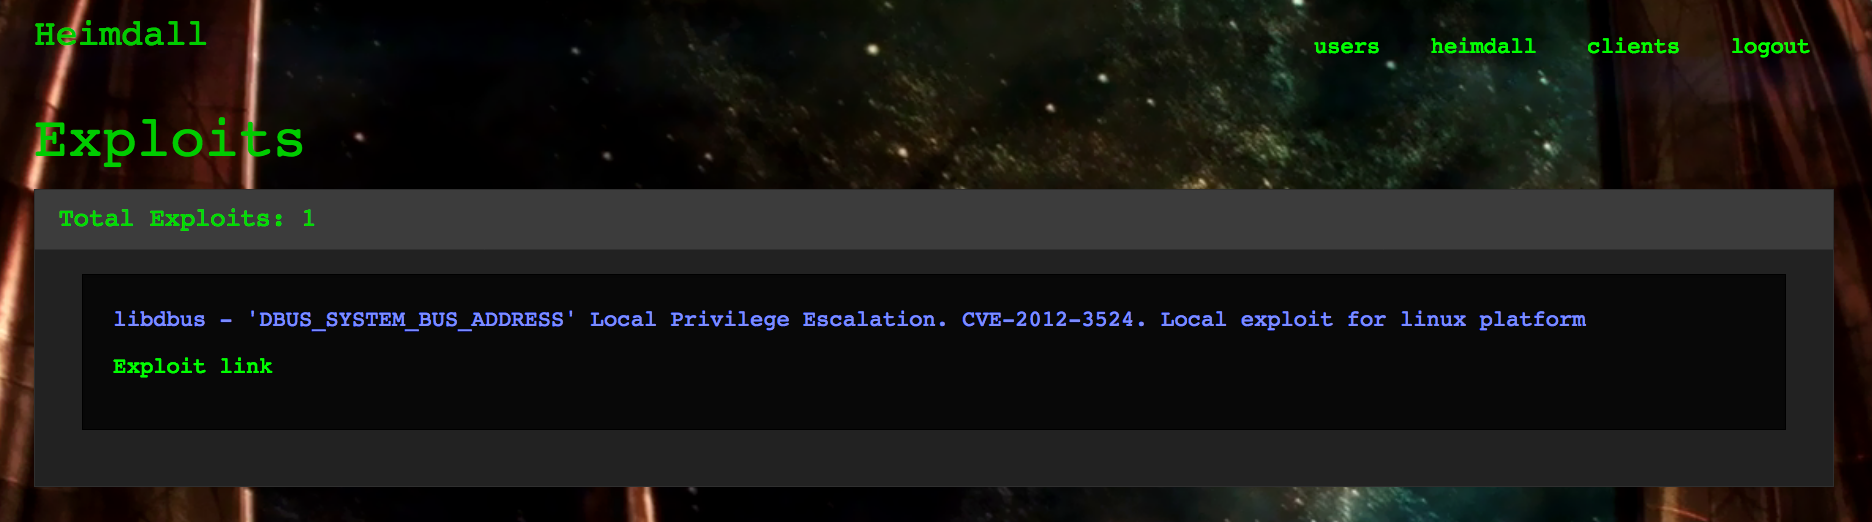 Heimdall
users heimdall clients logout
Exploits
Total Exploits: 1
libdbus - 'DBUS_SYSTEM_BUS_ADDRESS' Local Privilege Escalation. CVE-2012-3524. Local exploit for linux platform
Exploit link